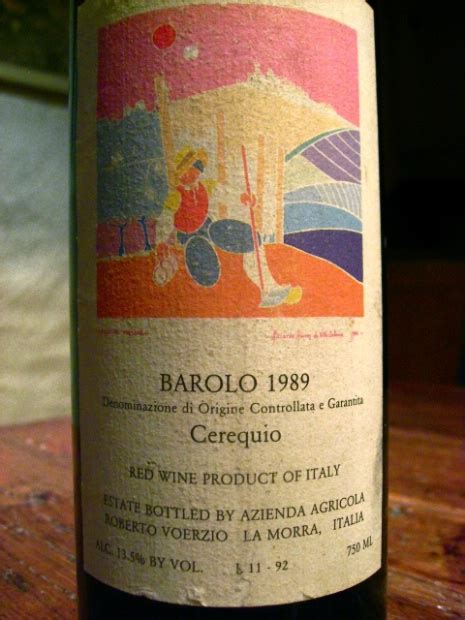 BAROLO 1989
Denominazione di Origine Controllata e Garantita
Cerequio
RED WINE PRODUCT OF ITALY
ESTATE BOTTLED BY AZIENDA AGRICOLA
ROBERTO VOERZIO LA MORRA, ITALIA
ALC. 13.5% BY VOL. L 11 - 92 750 ML